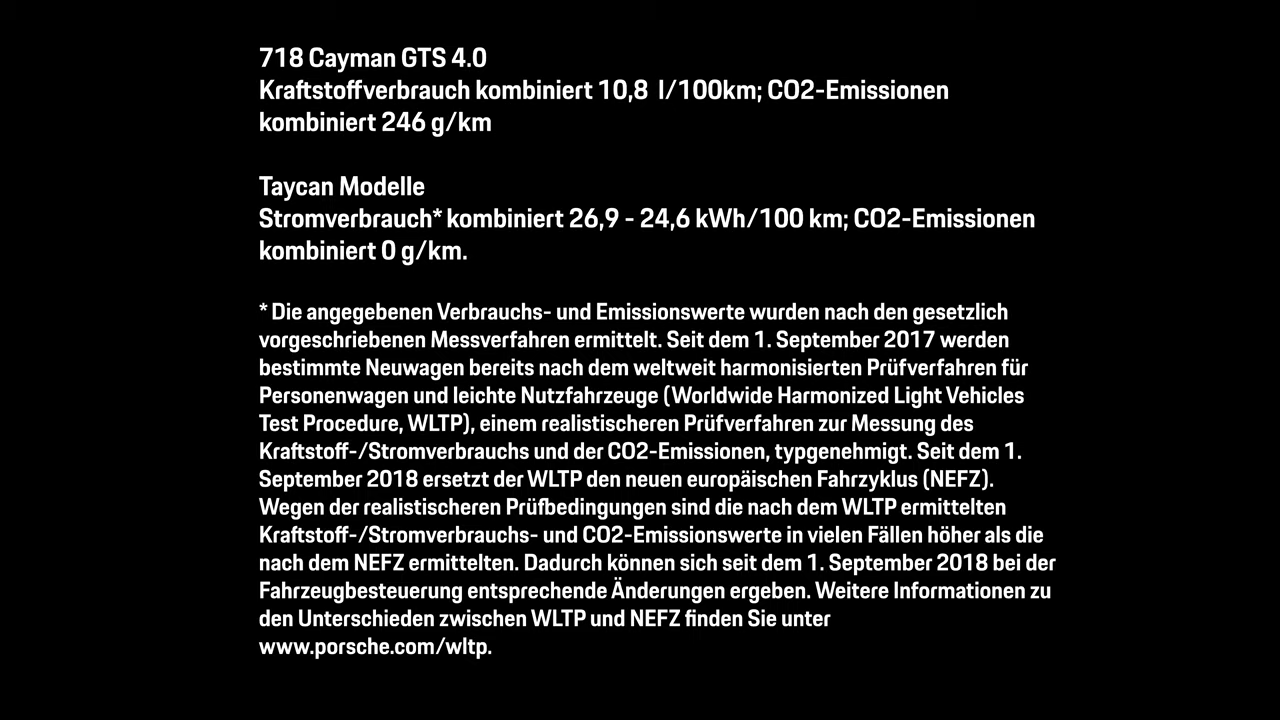 718 Cayman GTS 4.0
Kraftstoffverbrauch kombiniert 10,8 l/100km; CO2-Emissionen
kombiniert 246 g/km
Taycan Modelle
Stromverbrauch* kombiniert 26,9 - 24,6 kWh/100 km; CO2-Emissionen
kombiniert 0 g/km.
* Die angegebenen Verbrauchs- und Emissionswerte wurden nach den gesetzlich
vorgeschriebenen Messverfahren ermittelt. Seit dem 1. September 2017 werden
bestimmte Neuwagen bereits nach dem weltweit harmonisierten Prüfverfahren für
Personenwagen und leichte Nutzfahrzeuge (Worldwide Harmonized Light Vehicles
Test Procedure, WLTP), einem realistischeren Prüfverfahren zur Messung des
Kraftstoff-/Stromverbrauchs und der CO2-Emissionen, typgenehmigt. Seit dem 1.
September 2018 ersetzt der WLTP den neuen europäischen Fahrzyklus (NEFZ).
Wegen der realistischeren Prüfbedingungen sind die nach dem WLTP ermittelten
Kraftstoff-/Stromverbrauchs- und CO2-Emissionswerte in vielen Fällen höher als die
nach dem NEFZ ermittelten. Dadurch können sich seit dem 1. September 2018 bei der
Fahrzeugbesteuerung entsprechende Änderungen ergeben. Weitere Informationen zu
den Unterschieden zwischen WLTP und NEFZ finden Sie unter
www.porsche.com/wltp.